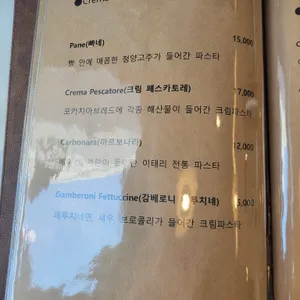 ●Crema
Pane(빠네) 15,000
빵 안에 매콤한 청양고추가 들어간 파스타
Crema Pescatore(크림 페스카토레) 17,000
포카치아브레드에 각종 해산물이 들어간 크림파스타
Carbonara(까르보나라) 12,000
이태리 전통 파스타
Gamberoni Fettuccine(감베로니 5,000
새우, 브로콜리가 들어간 크림파스타